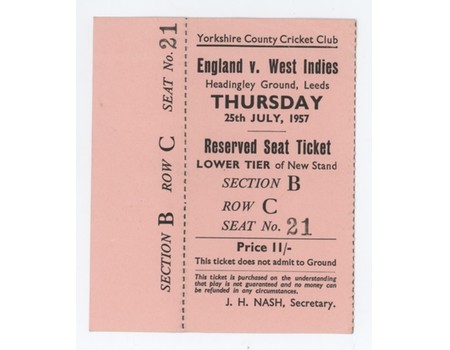 SECTION B ROW C SEAT No. 21
Yorkshire County Cricket Club
England v. West Indies
Headingley Ground, Leeds
THURSDAY
25th JULY, 1957
Reserved Seat Ticket
LOWER TIER of New Stand
SECTION B
ROW C
SEAT No. 21
Price 11/-
This ticket does not admit to Ground
This ticket is purchased on the understanding
that play is not guaranteed and no money can
be refunded in any circumstances.
J. H. NASH, Secretary.